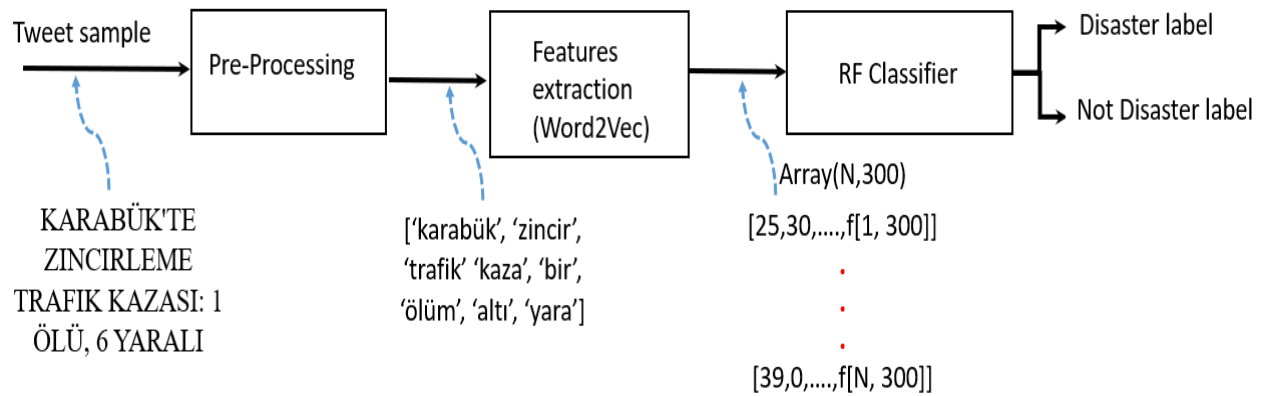 Tweet sample
Pre-Processing
Features
extraction
(Word2Vec)
RF Classifier
Disaster label
Not Disaster label
KARABÜK'TE
ZINCIRLEME
TRAFIK KAZASI: 1
ÖLÜ, 6 YARALI
[‘karabük’, ‘zincir’,
‘trafik’ ‘kaza’, ‘bir’,
‘ölüm’, ‘altı’, ‘yara’]
Array(N,300)
[25,30,....,f[1, 300]]
[39,0,....,f[N, 300]]